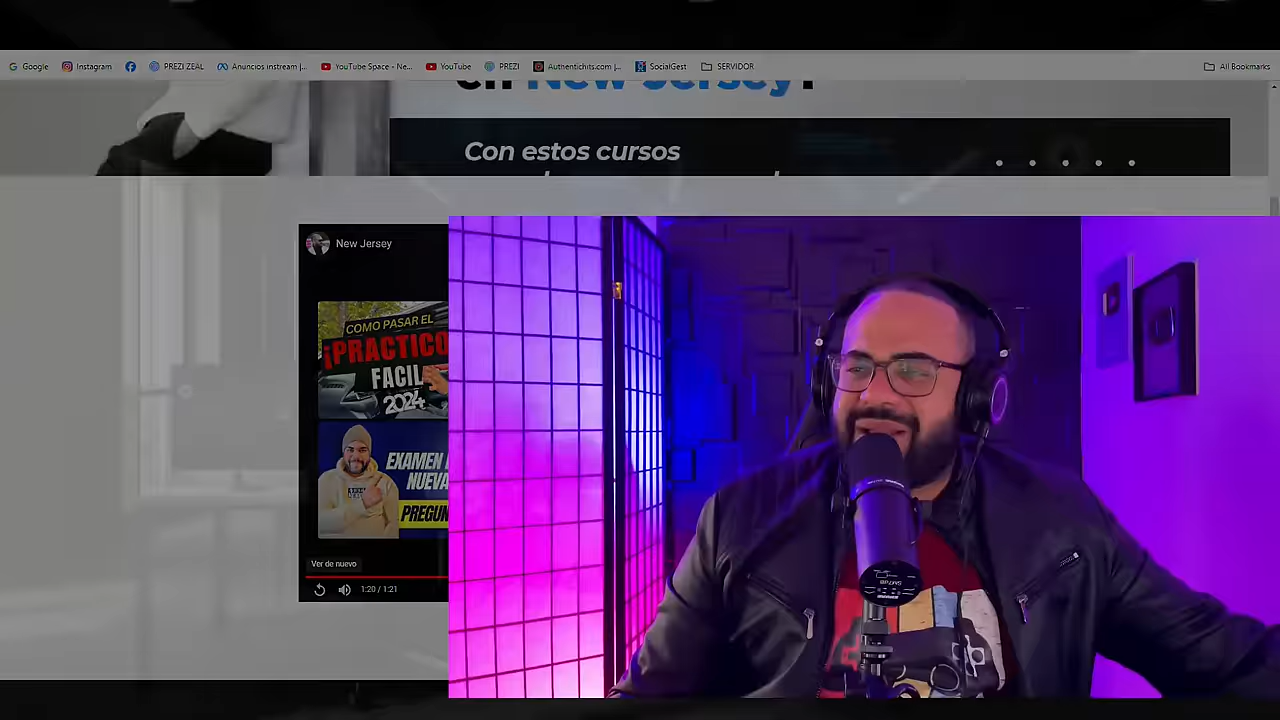 Google
Instagram
PREZI ZEAL
Anuncios instream |...
YouTube Space - Ne...
YouTube
PREZI
Authentichits.com |...
SocialGest
SERVIDOR
All Bookmarks
en New Jersey?
Con estos cursos
New Jersey
COMO PASAR EL
¡PRACTICO
FACIL
2024
EXAMEN
NUEVA
PREGUN
Ver de nuevo
1:20 / 1:21
SM7dB